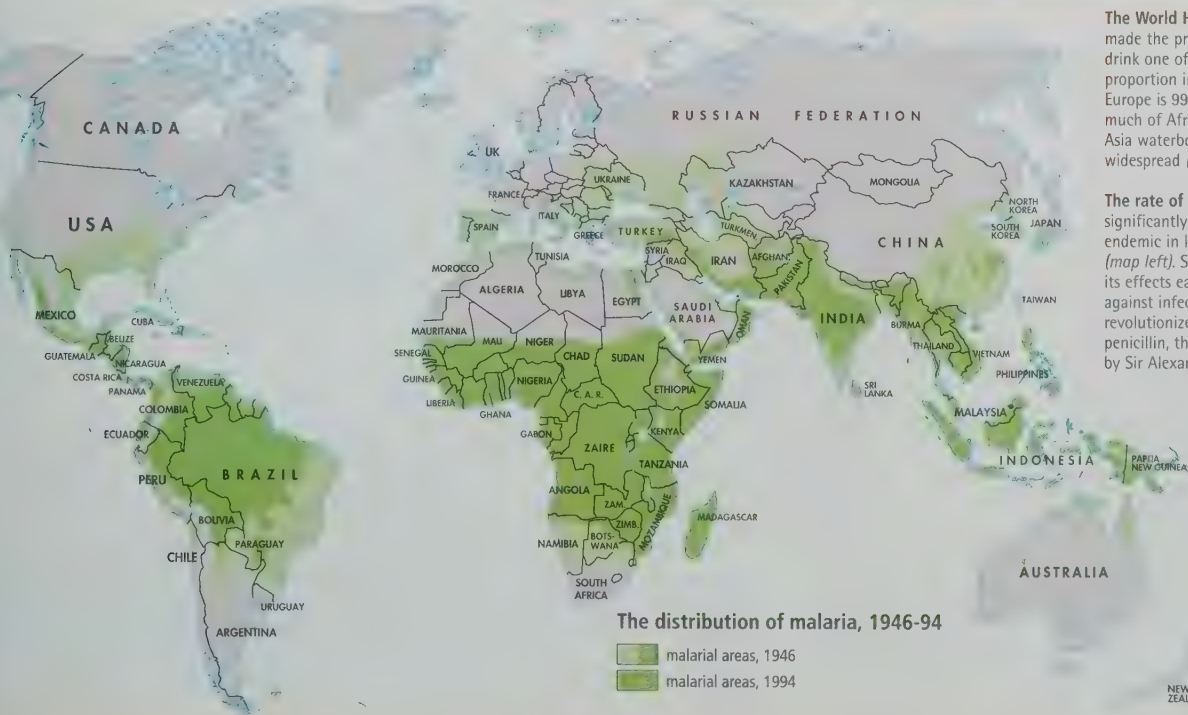 The World H
made the pr
drink one of
proportion i
Europe is 99
much of Afr
Asia waterb
widespread
The rate of
significantly
endemic in
(map left). S
its effects ea
against infec
revolutionize
penicillin, th
by Sir Alexar
CANADA
RUSSIAN FEDERATION
UK
UKRAINE
KAZAKHSTAN
MONGOLIA
FRANCE
NORTH
KOREA
JAPAN
USA
ITALY
SPAIN
GREECE
TURKEY
TURKMEN.
SOUTH
KOREA
CHINA
SYRIA
TUNISIA
IRAQ
IRAN
AFGHAN.
MOROCCO
PAKISTAN
ALGERIA
LIBYA
EGYPT
SAUDI
ARABIA
TAIWAN
MEXICO
CUBA
OMAN
INDIA
BURMA
MAURITANIA
MALI
NIGER
BELIZE
GUATEMALA
NICARAGUA
SENEGAL
CHAD
SUDAN
YEMEN
THAILAND
VIETNAM
PHILIPPINES
COSTA RICA
PANAMA
VENEZUELA
GUINEA
NIGERIA
ETHIOPIA
SRI
LANKA
C. A. R.
LIBERIA
GHANA
SOMALIA
COLOMBIA
MALAYSIA
ECUADOR
GABON
KENYA
ZAIRE
INDONESIA
PAPUA
NEW GUINEA
PERU
BRAZIL
TANZANIA
ANGOLA
ZAM.
MOZAMBIQUE
MADAGASCAR
BOLIVIA
ZIMB.
NAMIBIA
BOTS-
WANA
PARAGUAY
CHILE
AUSTRALIA
SOUTH
AFRICA
URUGUAY
ARGENTINA
The distribution of malaria, 1946-94
malarial areas, 1946
malarial areas, 1994
NEW
ZEAL